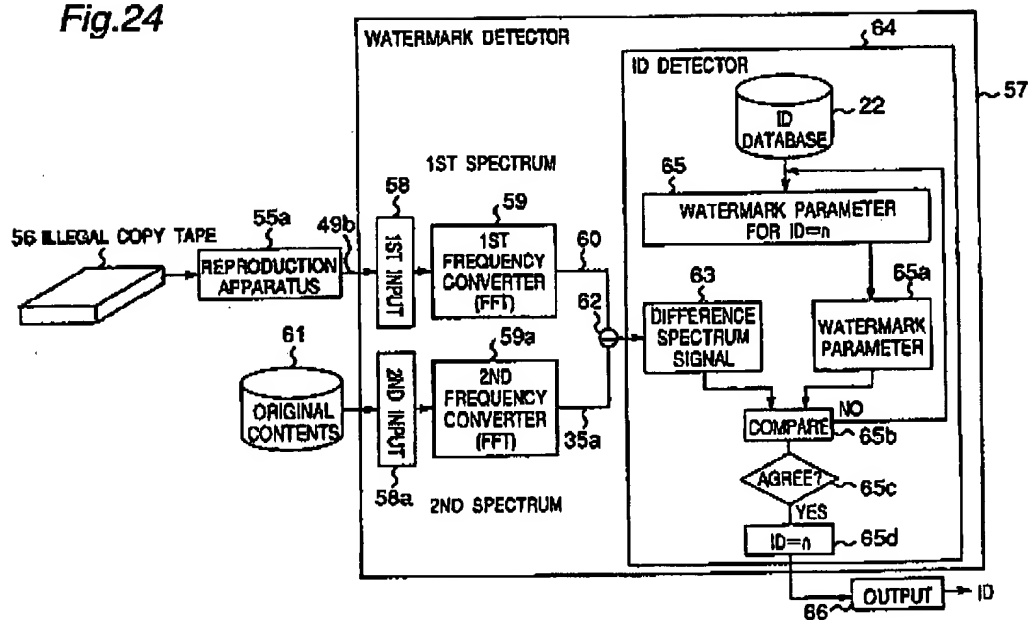 Fig.24
WATERMARK DETECTOR
64
ID DETECTOR
57
22
ID
DATABASE
1ST SPECTRUM
65
WATERMARK PARAMETER
FOR ID=n
56 ILLEGAL COPY TAPE
55a
REPRODUCTION
APPARATUS
49b
58
1ST INPUT
59
1ST
FREQUENCY
CONVERTER
(FFT)
60
62
63
DIFFERENCE
SPECTRUM
SIGNAL
65a
WATERMARK
PARAMETER
61
ORIGINAL
CONTENTS
2ND INPUT
58a
59a
2ND
FREQUENCY
CONVERTER
(FFT)
35a
2ND SPECTRUM
NO
COMPARE
65b
AGREE?
65c
YES
ID=n
65d
OUTPUT
66
ID